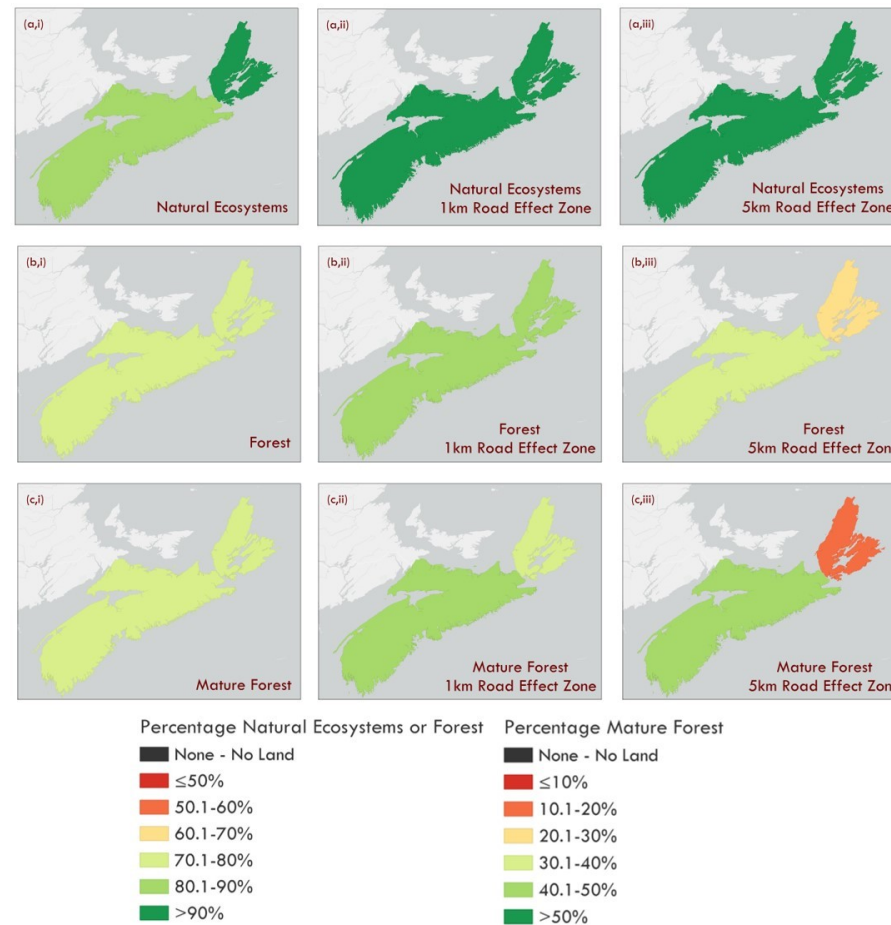 (a,i)
Natural Ecosystems
(a,ii)
Natural Ecosystems
1km Road Effect Zone
(a,iii)
Natural Ecosystems
5km Road Effect Zone
(b,i)
Forest
(b,ii)
Forest
1km Road Effect Zone
(b,iii)
Forest
5km Road Effect Zone
(c,i)
Mature Forest
(c,ii)
Mature Forest
1km Road Effect Zone
(c,iii)
Mature Forest
5km Road Effect Zone
Percentage Natural Ecosystems or Forest
None - No Land
≤50%
50.1-60%
60.1-70%
70.1-80%
80.1-90%
>90%
Percentage Mature Forest
None - No Land
≤10%
10.1-20%
20.1-30%
30.1-40%
40.1-50%
>50%